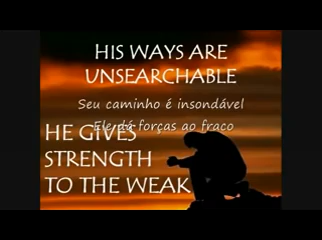 HIS WAYS ARE
UNSEARCHABLE
Seu caminho é insondável
Ele dá forças ao fraco
HE GIVES
STRENGTH
TO THE WEAK